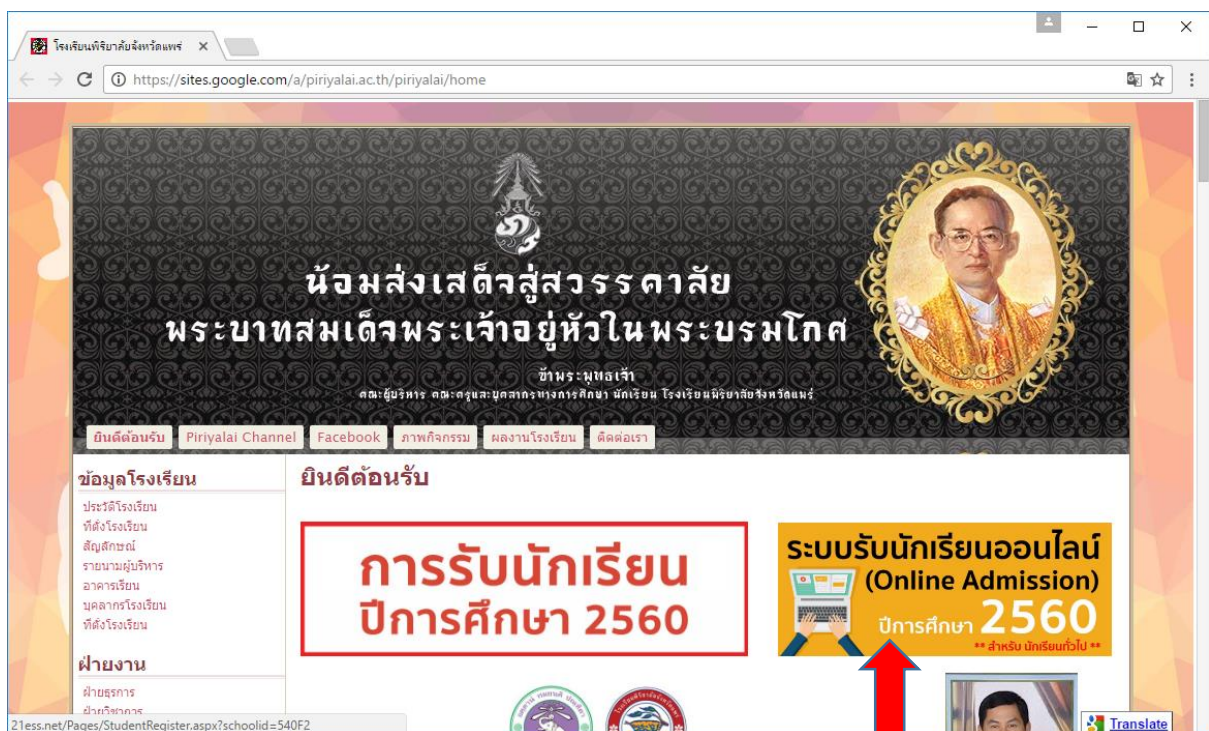 โรงเรียนพิริยาลัยจังหวัดแพร่
https://sites.google.com/a/piriyalai.ac.th/piriyalai/home
น้อมส่งเสด็จสู่สวรรคาลัย
พระบาทสมเด็จพระเจ้าอยู่หัวในพระบรมโกศ
ข้าพระพุทธเจ้า
คณะผู้บริหาร คณะครูและบุคลากรทางการศึกษา นักเรียน โรงเรียนพิริยาลัยจังหวัดแพร่
ยินดีต้อนรับ Piriyalai Channel Facebook ภาพกิจกรรม ผลงานโรงเรียน ติดต่อเรา
ข้อมูลโรงเรียน
ประวัติโรงเรียน
ที่ตั้งโรงเรียน
สัญลักษณ์
รายนามผู้บริหาร
อาคารเรียน
บุคลากรโรงเรียน
ที่ตั้งโรงเรียน
ฝ่ายงาน
ฝ่ายธุรการ
ฝ่ายวิชาการ
21ess.net/Pages/StudentRegister.aspx?schoolid=540F2
ยินดีต้อนรับ
การรับนักเรียน
ปีการศึกษา 2560
ระบบรับนักเรียนออนไลน์
(Online Admission)
ปีการศึกษา 2560
** สำหรับ นักเรียนทั่วไป **
Translate